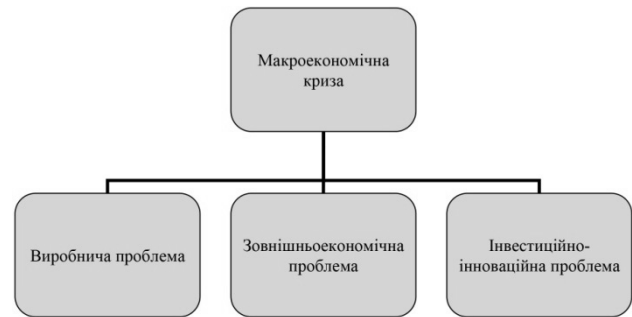 Макроекономічна
криза
Виробнича проблема
Зовнішньоекономічна
проблема
Інвестиційно-
інноваційна проблема